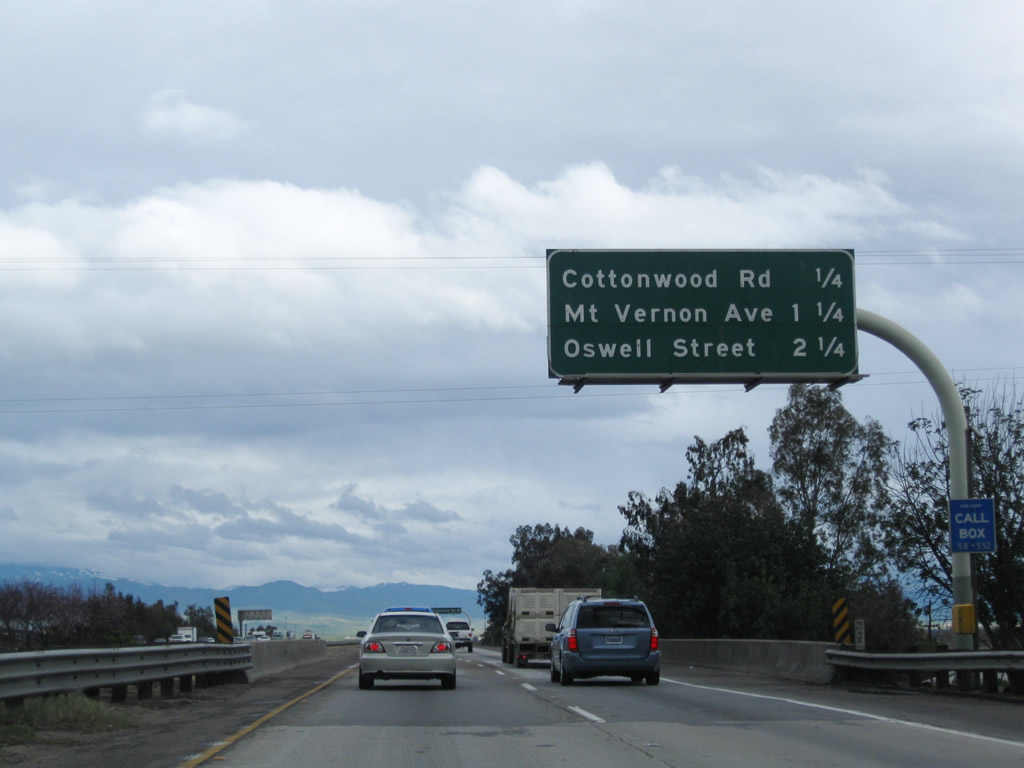 Cottonwood Rd ¼
Mt Vernon Ave 1 ¼
Oswell Street 2 ¼
CALL
BOX